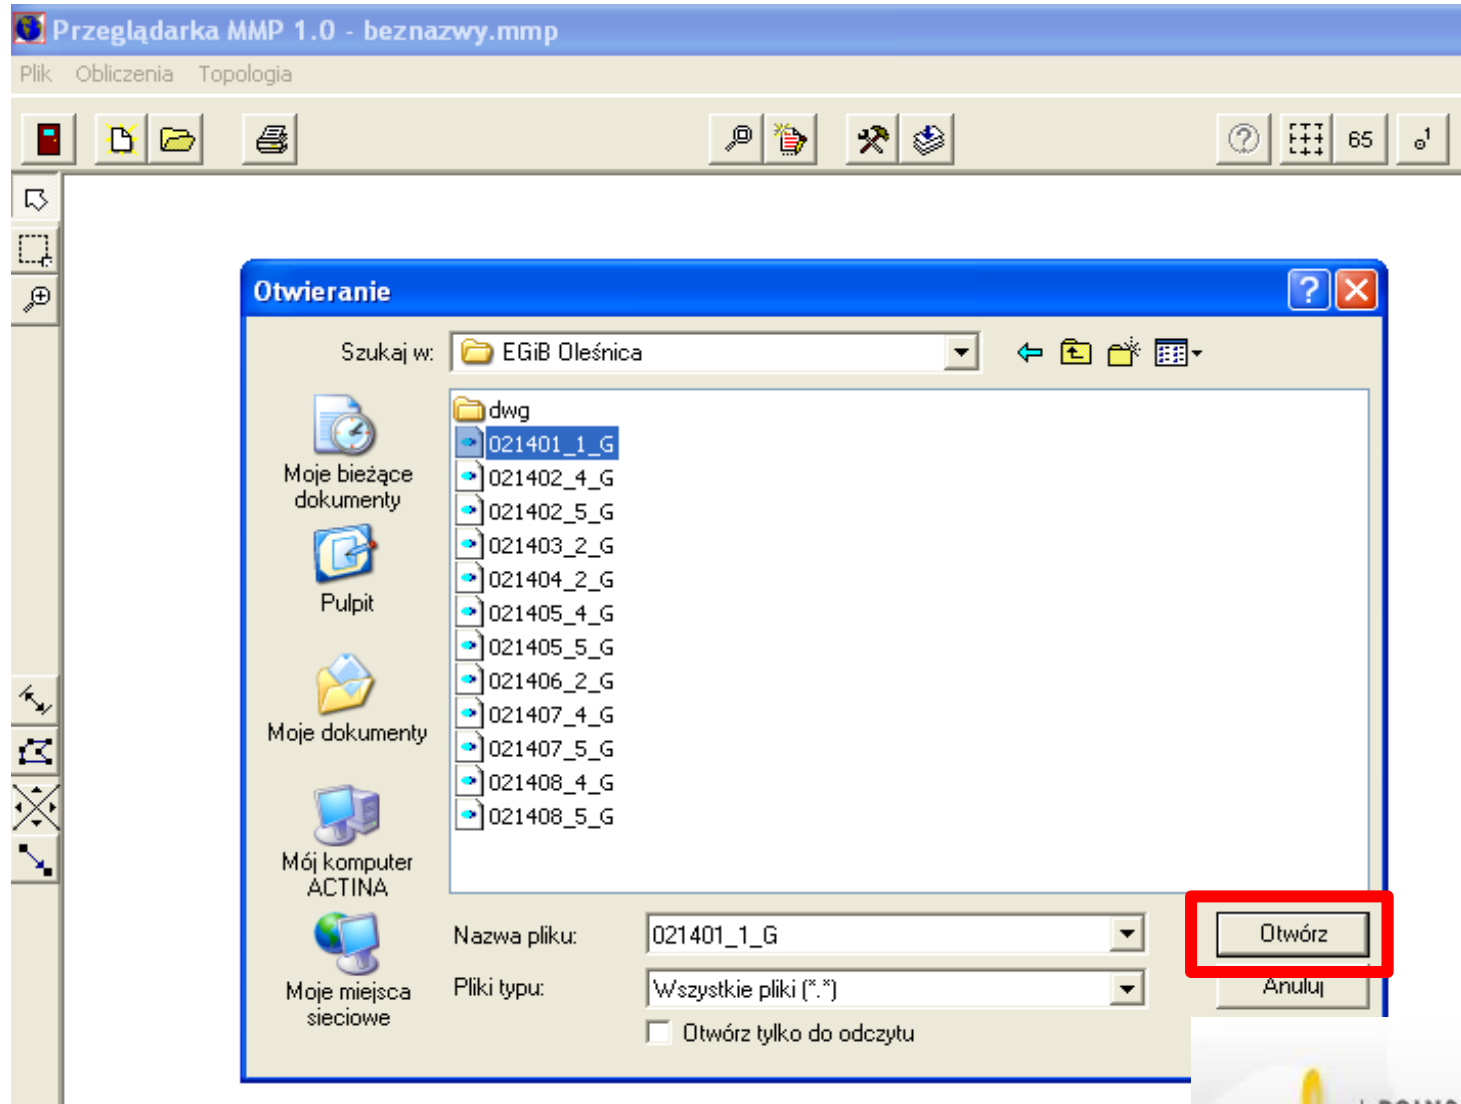 Przeglądarka MMP 1.0 - beznazwy.mmp
Plik Obliczenia Topologia
65
1
Otwieranie
Szukaj w: EGiB Oleśnica
dwg
021401_1_G
021402_4_G
021402_5_G
021403_2_G
021404_2_G
021405_4_G
021405_5_G
021406_2_G
021407_4_G
021407_5_G
021408_4_G
021408_5_G
Moje bieżące
dokumenty
Pulpit
Moje dokumenty
Mój komputer
ACTINA
Moje miejsca
sieciowe
Nazwa pliku: 021401_1_G Otwórz
Pliki typu: Wszystkie pliki (*.*) Anuluj
Otwórz tylko do odczytu